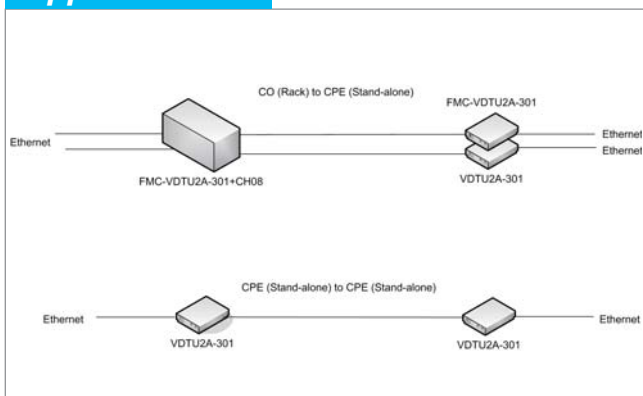 CO (Rack) to CPE (Stand-alone)
FMC-VDTU2A-301
Ethernet
Ethernet
Ethernet
FMC-VDTU2A-301+CH08
VDTU2A-301
CPE (Stand-alone) to CPE (Stand-alone)
Ethernet
Ethernet
VDTU2A-301
VDTU2A-301